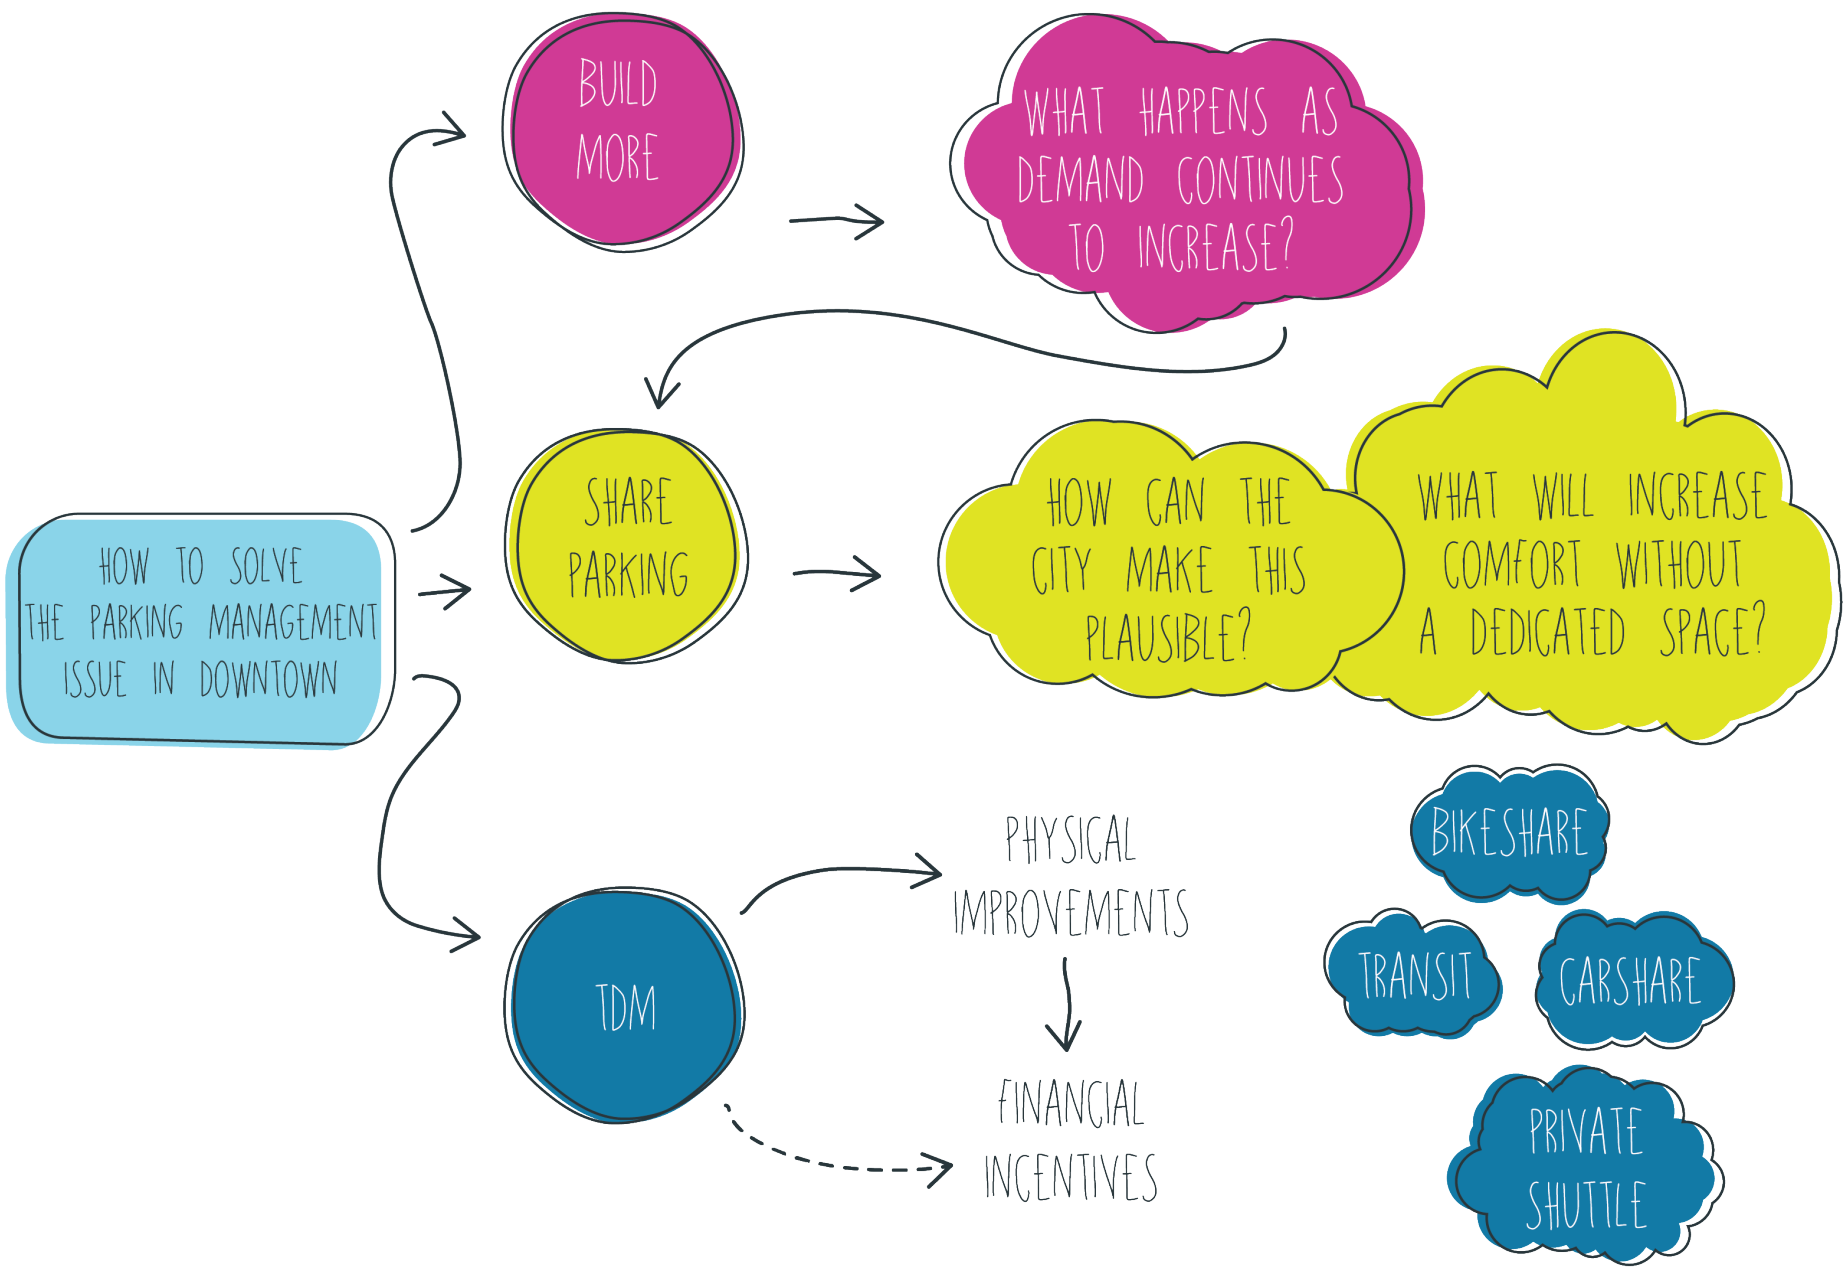 BUILD
MORE
WHAT HAPPENS AS
DEMAND CONTINUES
TO INCREASE?
HOW TO SOLVE
THE PARKING MANAGEMENT
ISSUE IN DOWNTOWN
SHARE
PARKING
HOW CAN THE
CITY MAKE THIS
PLAUSIBLE?
WHAT WILL INCREASE
COMFORT WITHOUT
A DEDICATED SPACE?
TDM
PHYSICAL
IMPROVEMENTS
FINANCIAL
INCENTIVES
BIKESHARE
TRANSIT
CARSHARE
PRIVATE
SHUTTLE